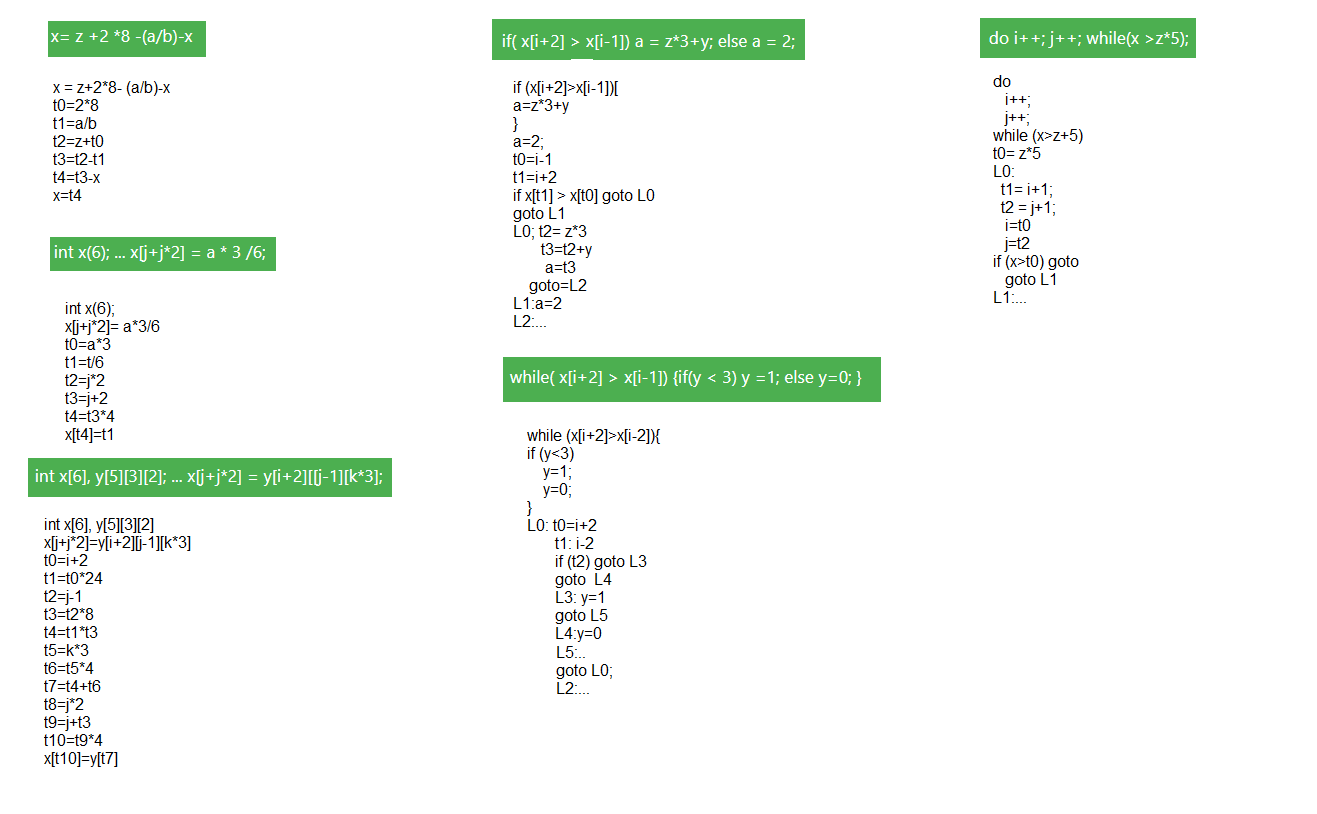 x= z +2 *8 -(a/b)-x
x = z+2*8- (a/b)-x
t0=2*8
t1=a/b
t2=z+t0
t3=t2-t1
t4=t3-x
x=t4
int x(6); ... x[j+j*2] = a * 3 /6;
int x(6);
x[j+j*2]= a*3/6
t0=a*3
t1=t/6
t2=j*2
t3=j+2
t4=t3*4
x[t4]=t1
int x[6], y[5][3][2]; ... x[j+j*2] = y[i+2][[j-1][k*3];
int x[6], y[5][3][2]
x[j+j*2]=y[i+2][j-1][k*3]
t0=i+2
t1=t0*24
t2=j-1
t3=t2*8
t4=t1*t3
t5=k*3
t6=t5*4
t7=t4+t6
t8=j*2
t9=j+t3
t10=t9*4
x[t10]=y[t7]
if( x[i+2] > x[i-1]) a = z*3+y; else a = 2;
if (x[i+2]>x[i-1])[
a=z*3+y
}
a=2;
t0=i-1
t1=i+2
if x[t1] > x[t0] goto L0
goto L1
L0; t2= z*3
t3=t2+y
a=t3
goto=L2
L1:a=2
L2:...
while( x[i+2] > x[i-1]) {if(y < 3) y =1; else y=0; }
while (x[i+2]>x[i-2]){
if (y<3)
y=1;
y=0;
}
L0: t0=i+2
t1: i-2
if (t2) goto L3
goto L4
L3: y=1
goto L5
L4:y=0
L5:..
goto L0;
L2:...
do i++; j++; while(x >z*5);
do
i++;
j++;
while (x>z+5)
t0= z*5
L0:
t1= i+1;
t2 = j+1;
i=t0
j=t2
if (x>t0) goto
goto L1
L1:...